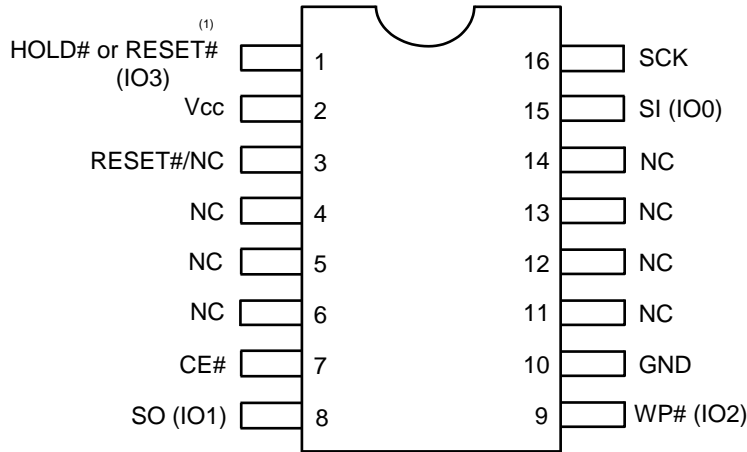 (1)
HOLD# or RESET# 1 16 SCK
(IO3)
Vcc 2 15 SI (IO0)
RESET#/NC 3 14 NC
NC 4 13 NC
NC 5 12 NC
NC 6 11 NC
CE# 7 10 GND
SO (IO1) 8 9 WP# (IO2)